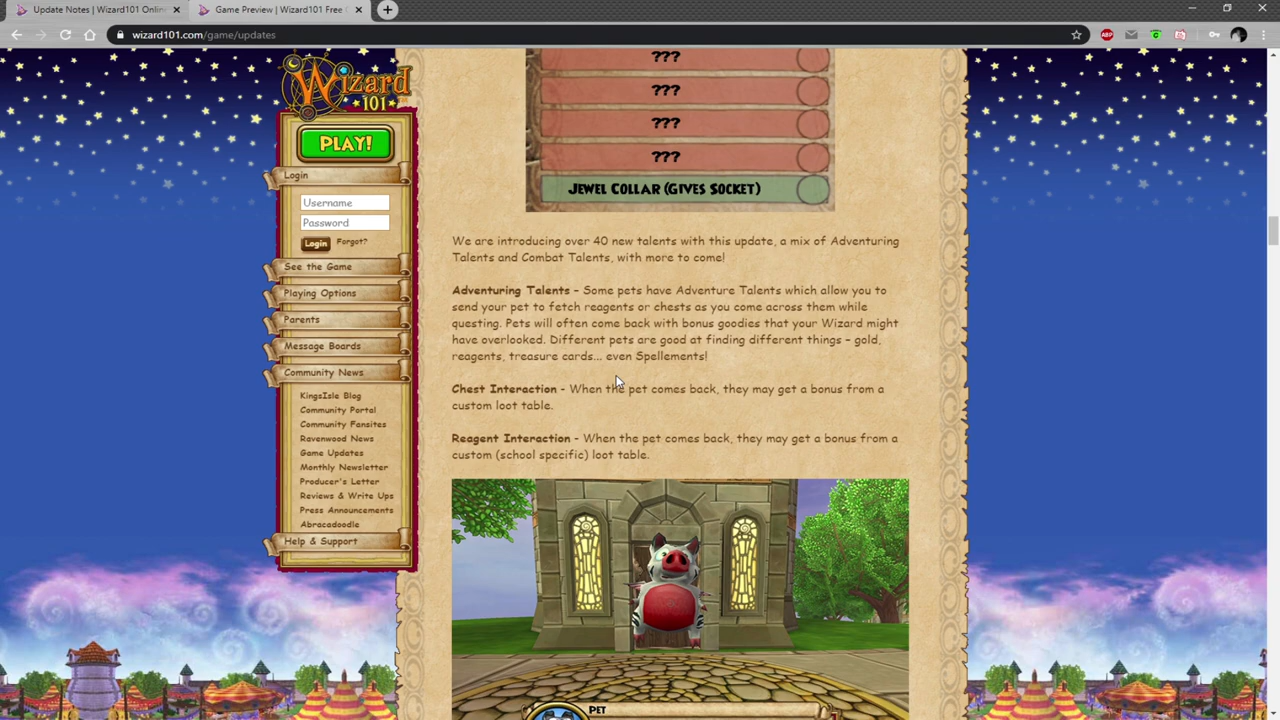 Update Notes | Wizard101 Onlin
Game Preview | Wizard101 Free
wizard101.com/game/updates
ABP
Wizard
101
PLAY!
Login
Username
Password
Login Forgot?
See the Game
Playing Options
Parents
Message Boards
Community News
KingsIsle Blog
Community Portal
Community Fansites
Ravenwood News
Game Updates
Monthly Newsletter
Producer's Letter
Reviews & Write Ups
Press Announcements
Abracadoodle
Help & Support
???
???
???
???
JEWEL COLLAR (GIVES SOCKET)
We are introducing over 40 new talents with this update, a mix of Adventuring
Talents and Combat Talents, with more to come!
Adventuring Talents - Some pets have Adventure Talents which allow you to
send your pet to fetch reagents or chests as you come across them while
questing. Pets will often come back with bonus goodies that your Wizard might
have overlooked. Different pets are good at finding different things - gold,
reagents, treasure cards... even Spellements!
Chest Interaction - When the pet comes back, they may get a bonus from a
custom loot table.
Reagent Interaction - When the pet comes back, they may get a bonus from a
custom (school specific) loot table.
PET